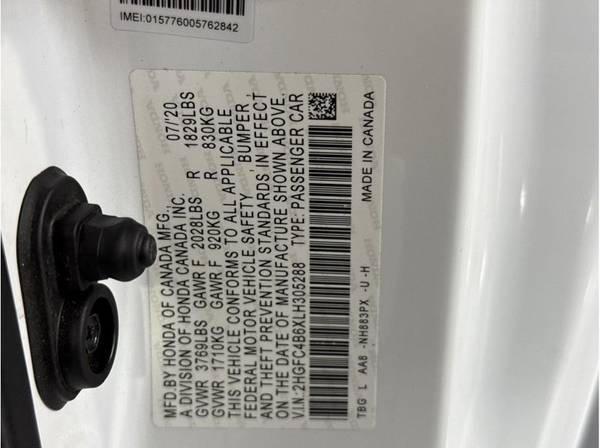 IMEI:015776005762842
MFD.BY HONDA OF CANADA MFG. 07/'20
A DIVISION OF HONDA CANADA INC.
GVWR 3769LBS GAWR F 2028LBS R 1829LBS
GVWR 1710KG GAWR F 920KG R 830KG
THIS VEHICLE CONFORMS TO ALL APPLICABLE
FEDERAL MOTOR VEHICLE SAFETY BUMPER,
AND THEFT PREVENTION STANDARDS IN EFFECT
ON THE DATE OF MANUFACTURE SHOWN ABOVE.
V.I.N:2HGFC4B6XLH305288 TYPE: PASSENGER CAR
TBG L AA8 -NH883PX -U -H MADE IN CANADA